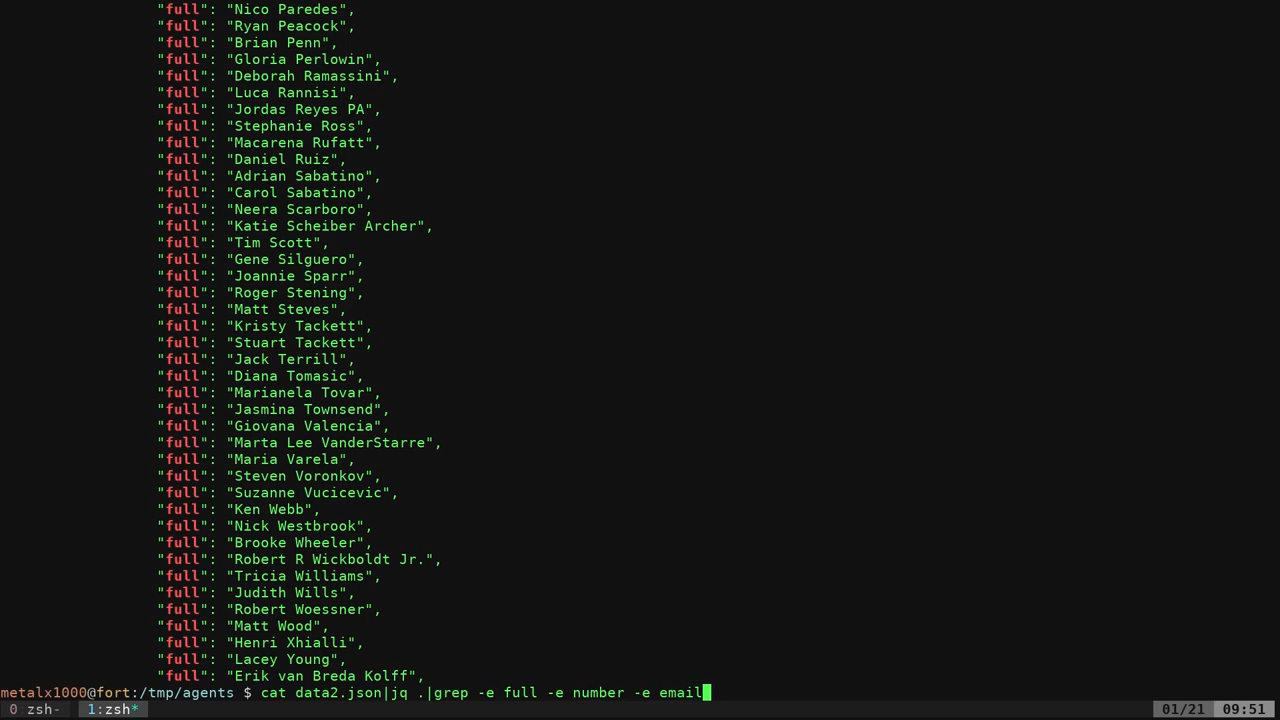 "full": "Nico Paredes",
"full": "Ryan Peacock",
"full": "Brian Penn",
"full": "Gloria Perlowin",
"full": "Deborah Ramassini",
"full": "Luca Rannisi",
"full": "Jordas Reyes PA",
"full": "Stephanie Ross",
"full": "Macarena Rufatt",
"full": "Daniel Ruiz",
"full": "Adrian Sabatino",
"full": "Carol Sabatino",
"full": "Neera Scarboro",
"full": "Katie Scheiber Archer",
"full": "Tim Scott",
"full": "Gene Silguero",
"full": "Joannie Sparr",
"full": "Roger Stening",
"full": "Matt Steves",
"full": "Kristy Tackett",
"full": "Stuart Tackett",
"full": "Jack Terrill",
"full": "Diana Tomasic",
"full": "Marianela Tovar",
"full": "Jasmina Townsend",
"full": "Giovana Valencia",
"full": "Marta Lee VanderStarre",
"full": "Maria Varela",
"full": "Steven Voronkov",
"full": "Suzanne Vucicevic",
"full": "Ken Webb",
"full": "Nick Westbrook",
"full": "Brooke Wheeler",
"full": "Robert R Wickboldt Jr.",
"full": "Tricia Williams",
"full": "Judith Wills",
"full": "Robert Woessner",
"full": "Matt Wood",
"full": "Henri Xhialli",
"full": "Lacey Young",
"full": "Erik van Breda Kolff",
metalx1000@fort:/tmp/agents $ cat data2.json|jq .|grep -e full -e number -e email
0:zsh- 1:zsh* 01/21 09:51